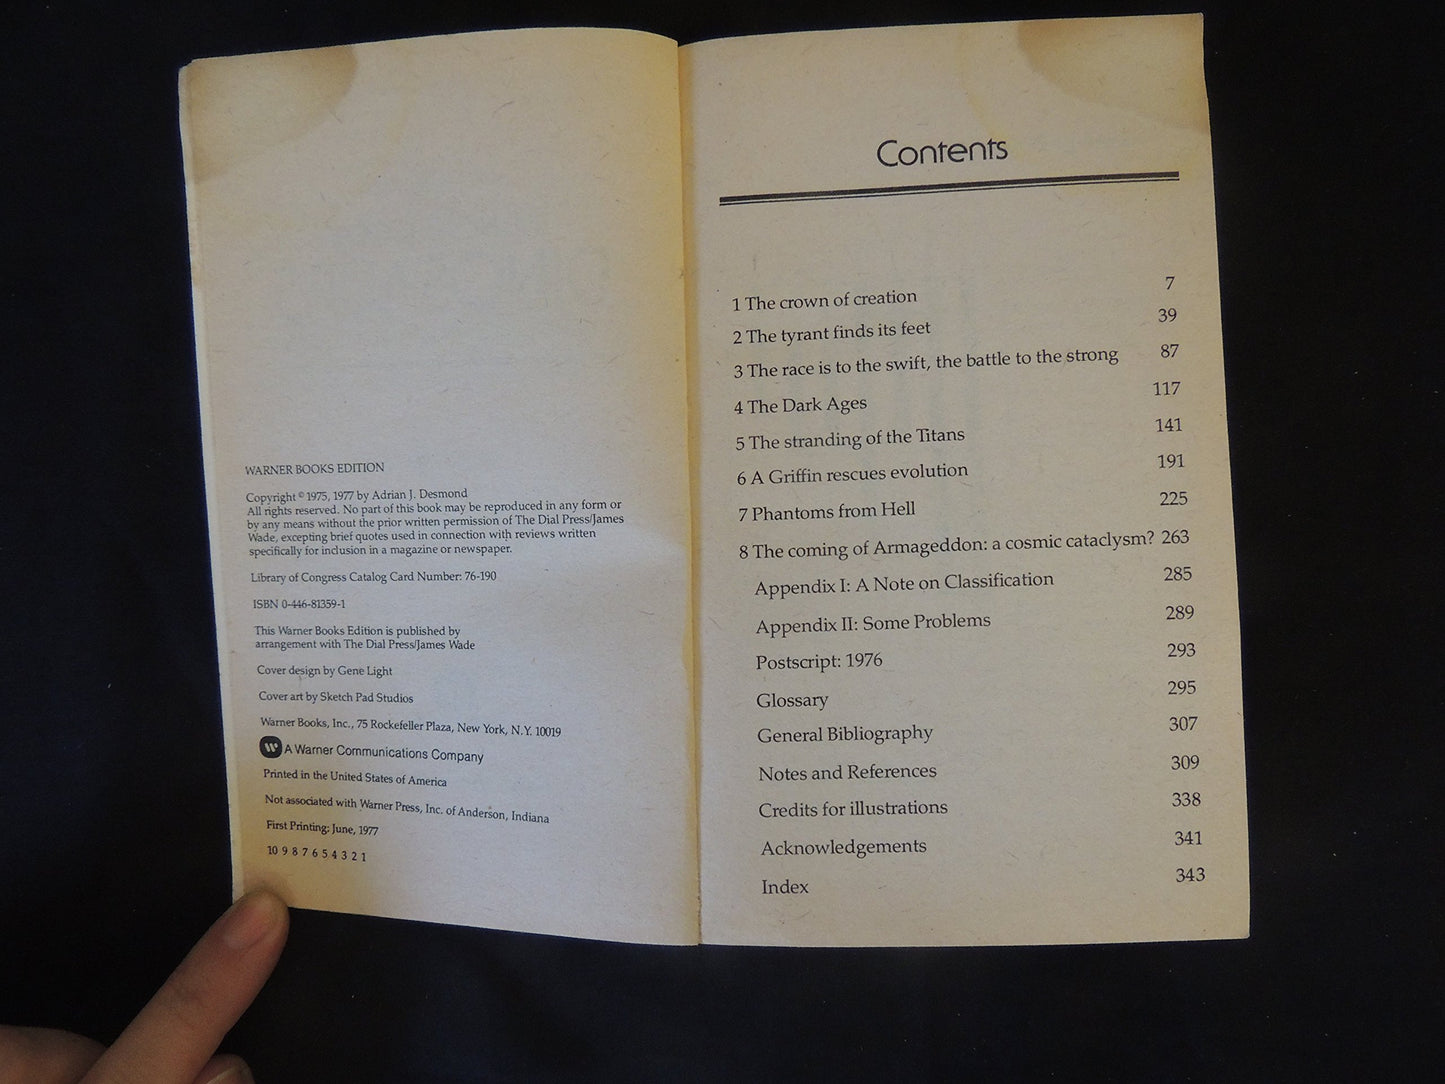 WARNER BOOKS EDITION
Copyright © 1975, 1977 by Adrian J. Desmond
All rights reserved. No part of this book may be reproduced in any form or
by any means without the prior written permission of The Dial Press/James
Wade, excepting brief quotes used in connection with reviews written
specifically for inclusion in a magazine or newspaper.
Library of Congress Catalog Card Number: 76-190
ISBN 0-446-81359-1
This Warner Books Edition is published by
arrangement with The Dial Press/James Wade
Cover design by Gene Light
Cover art by Sketch Pad Studios
Warner Books, Inc., 75 Rockefeller Plaza, New York, N.Y. 10019
W A Warner Communications Company
Printed in the United States of America
Not associated with Warner Press, Inc. of Anderson, Indiana
First Printing: June, 1977
10 9 8 7 6 5 4 3 2 1
Contents
1 The crown of creation 7
2 The tyrant finds its feet 39
3 The race is to the swift, the battle to the strong 87
4 The Dark Ages 117
5 The stranding of the Titans 141
6 A Griffin rescues evolution 191
7 Phantoms from Hell 225
8 The coming of Armageddon: a cosmic cataclysm? 263
Appendix I: A Note on Classification 285
Appendix II: Some Problems 289
Postscript: 1976 293
Glossary 295
General Bibliography 307
Notes and References 309
Credits for illustrations 338
Acknowledgements 341
Index 343